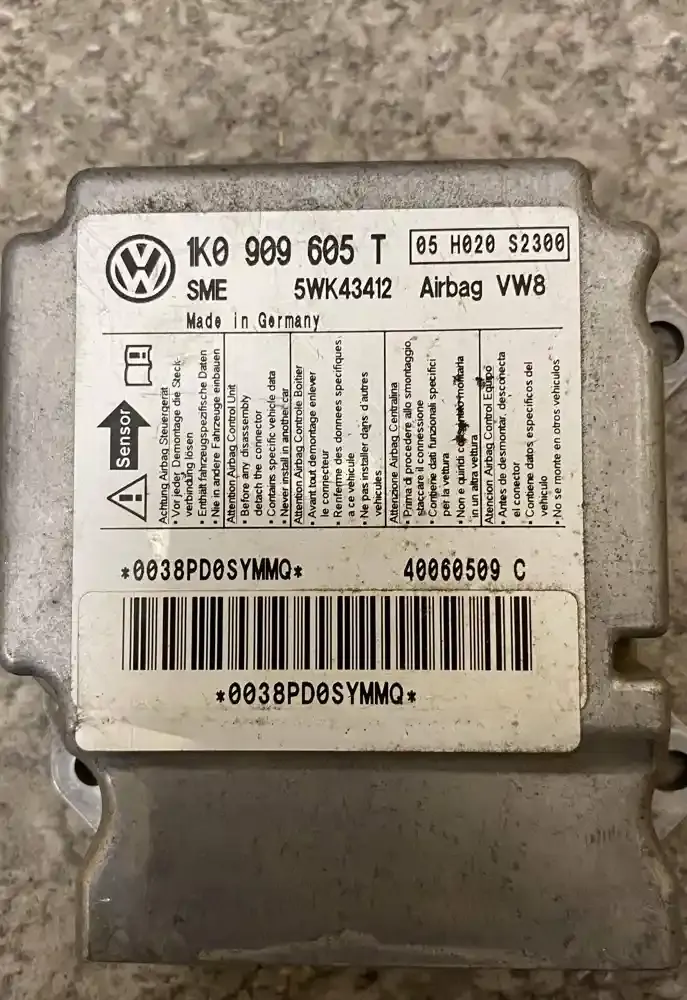 1K0 909 605 T
05 H020 S2300
SME 5WK43412 Airbag VW8
Made in Germany
Sensor
Achtung Airbag Steuergerät
• Vor jeder Demontage die Steck-
verbindung lösen
• Enthält fahrzeugspezifische Daten
• Nie in andere Fahrzeuge einbauen
Attention Airbag Control Unit
• Before any disassembly
detach the connector
• Contains specific vehicle data
• Never install in another car
Attention Airbag Controle Boitier
• Avant tout demontage enlever
le connecteur
• Renferme des donnees specifiques
a ce vehicule
• Ne pas installer dans d'autres
vehicules
Attenzione Airbag Centralina
• Prima di procedere allo smontaggio
staccare il connessione
• Contiene dati funzionali specifici
per la vettura
• Non e quindi montarla
in un altra vettura
Atencion Airbag Control Equipo
• Antes de desmontar, desconecta
el conector
• Contiene datos especificos del
vehiculo
• No se monte en otros vehiculos
*0038PD0SYMMQ* 40060509 C
*0038PD0SYMMQ*